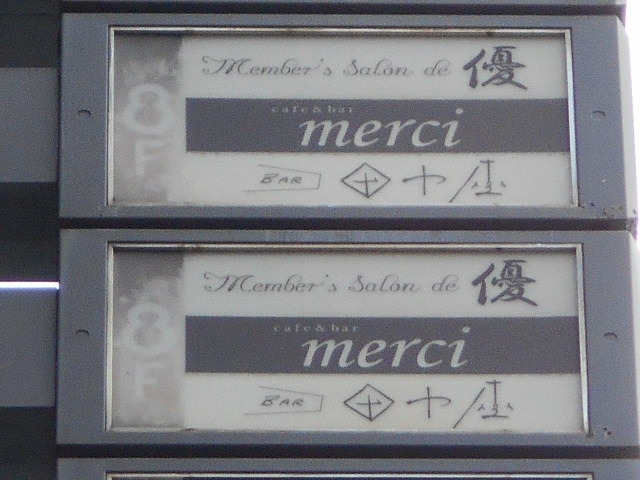 8F
Member's Salon de 優
cafe & bar
merci
BAR
8F
Member's Salon de 優
cafe & bar
merci
BAR